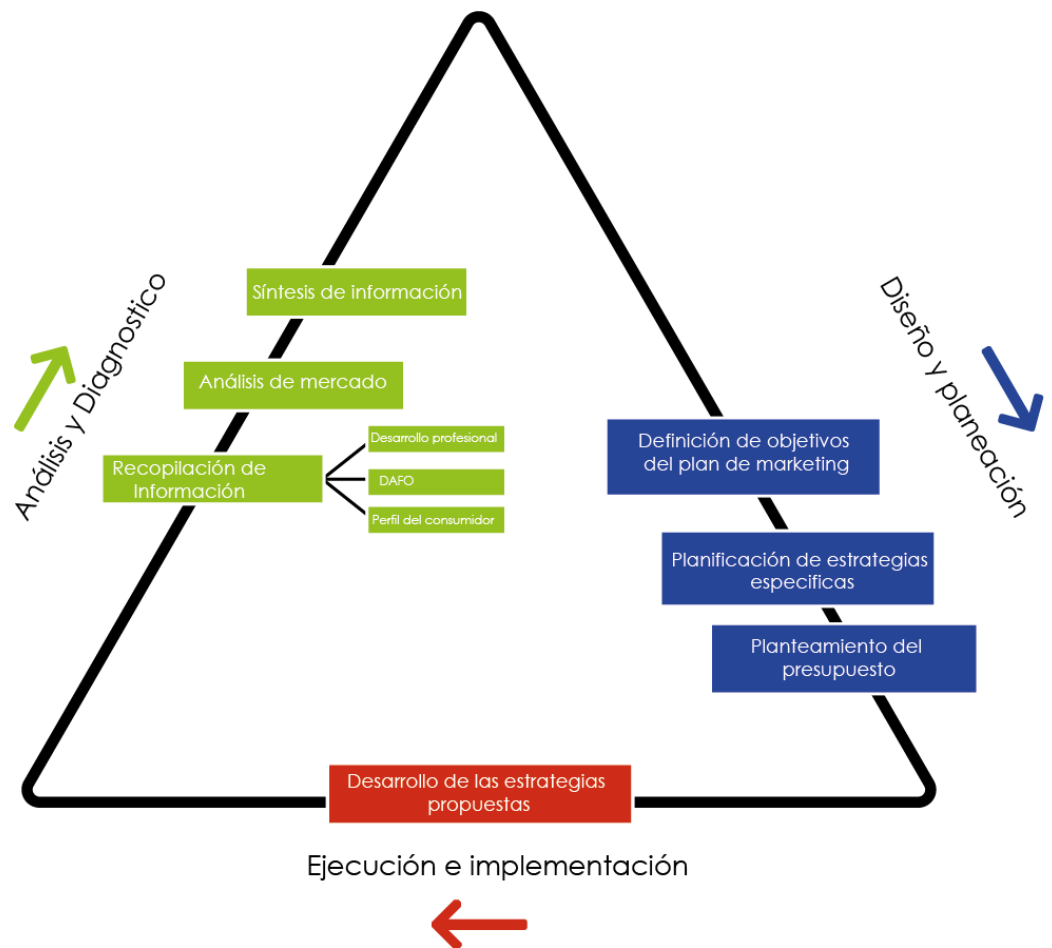 Síntesis de información
Análisis de mercado
Recopilación de
Información
Desarrollo profesional
DAFO
Perfil del consumidor
Análisis y Diagnostico
Diseño y planeación
Definición de objetivos
del plan de marketing
Planificación de estrategias
especificas
Planteamiento del
presupuesto
Desarrollo de las estrategias
propuestas
Ejecución e implementación